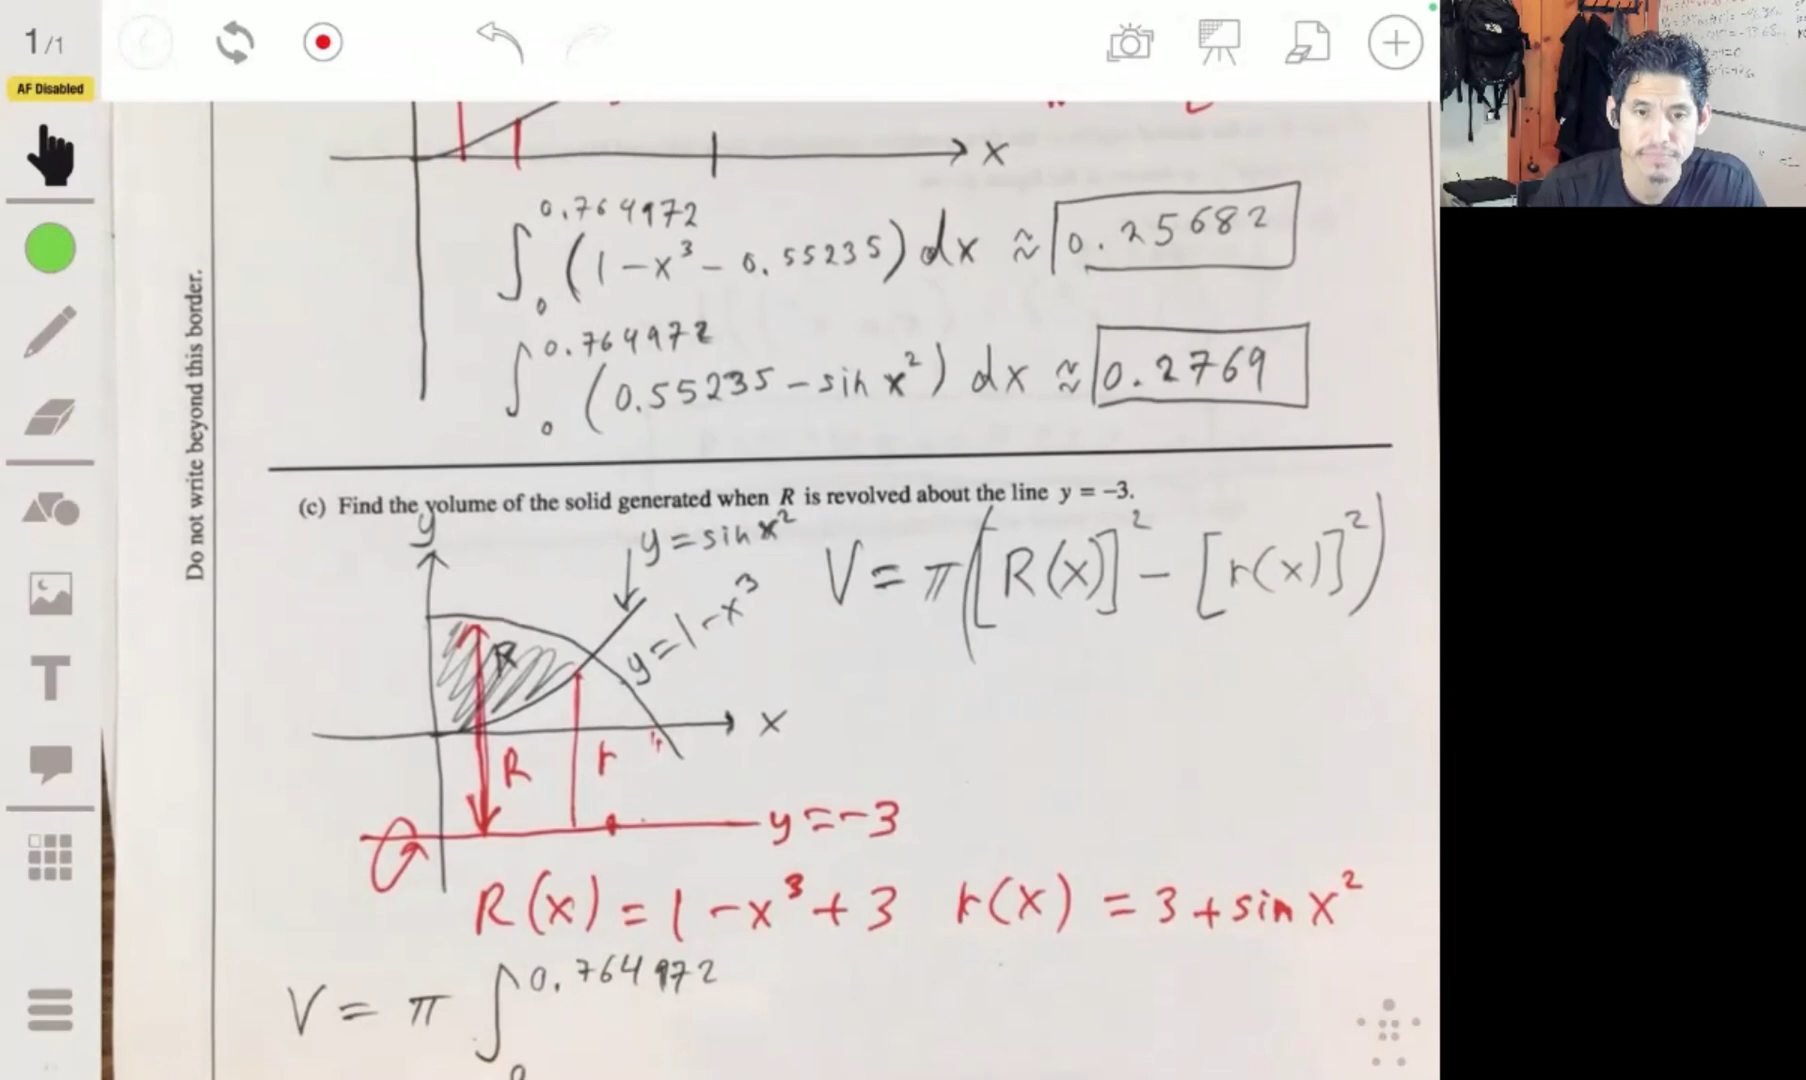 1/1
AF Disabled
x
∫₀^0.764972 (1-x³-0.55235) dx ≈ 0.25682
∫₀^0.764972 (0.55235-sin x²) dx ≈ 0.2769
Do not write beyond this border.
(c) Find the volume of the solid generated when R is revolved about the line y = −3.
y
y=sin x²
V = π([R(x)]² - [r(x)]²)
y=1-x³
R
x
R
r
y=-3
R(x) = 1-x³+3 r(x) = 3+sin x²
V = π ∫₀^0.764972
T